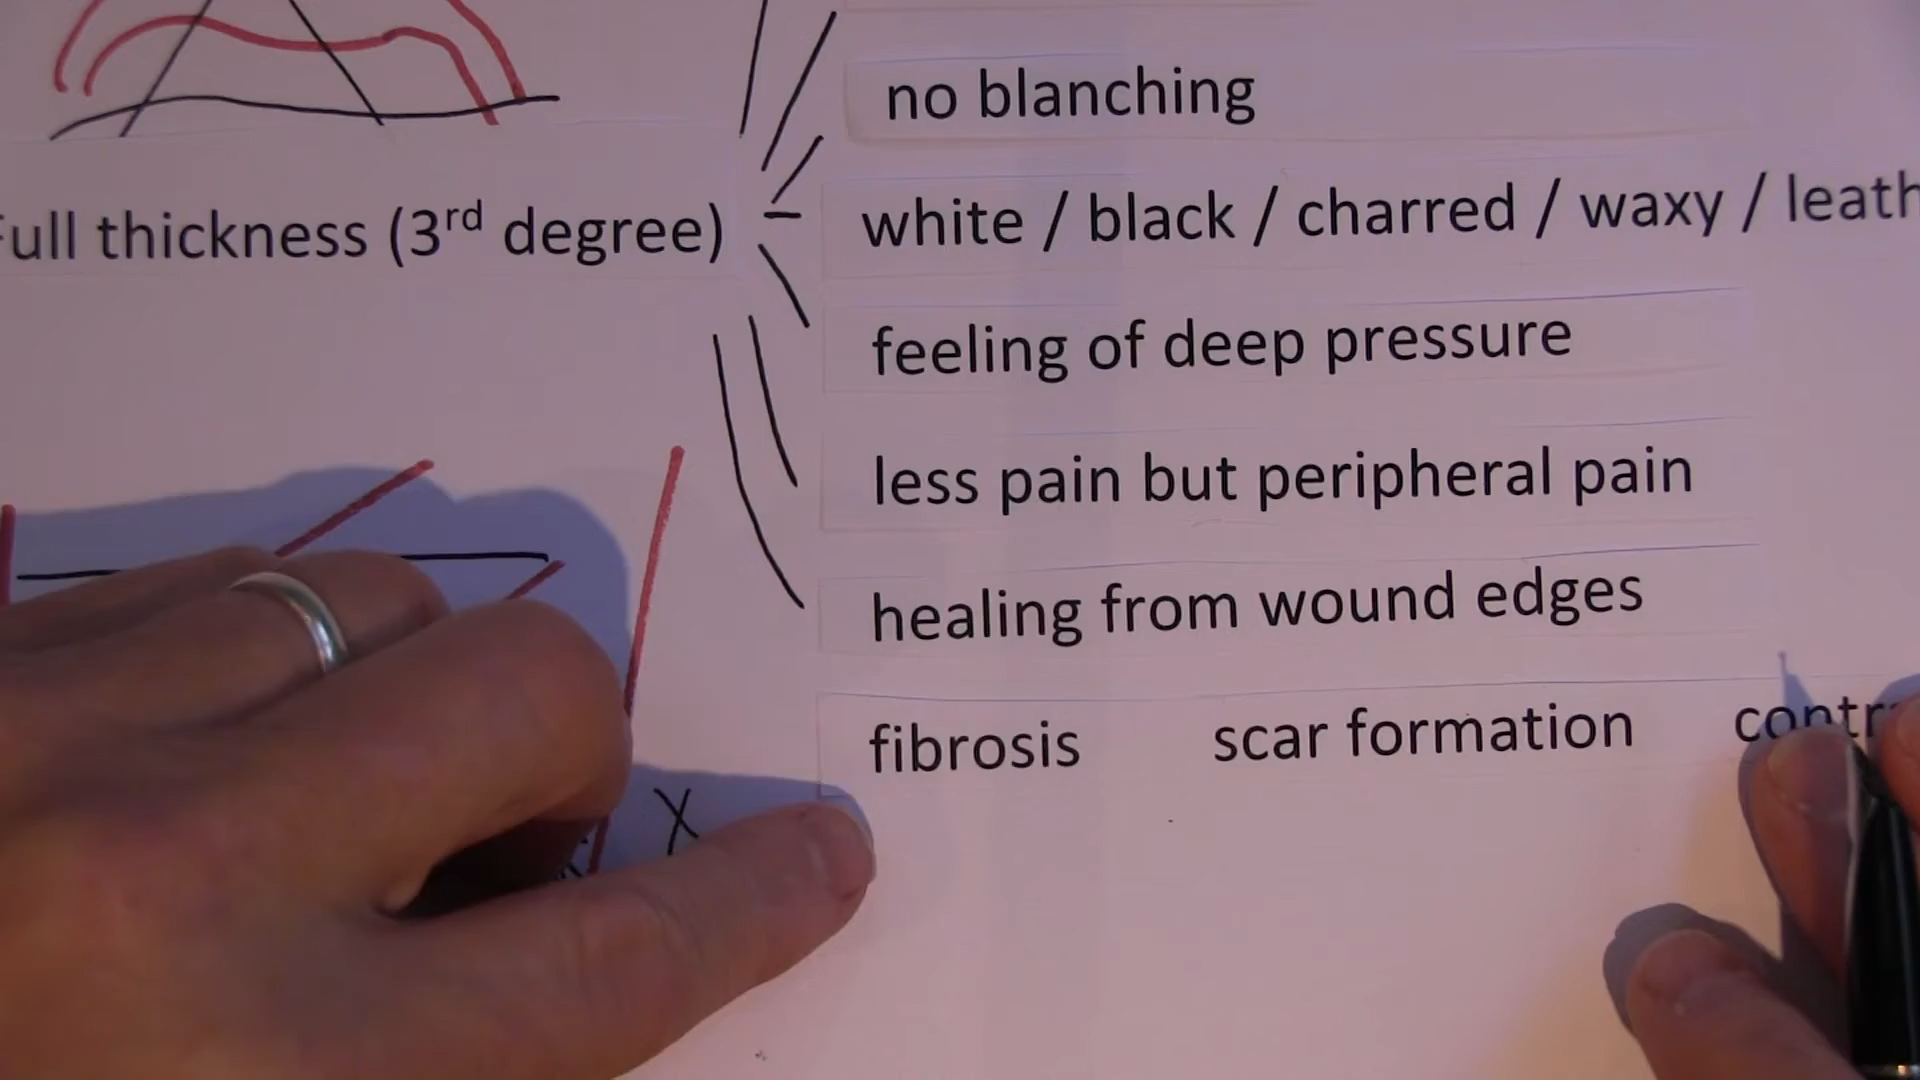 no blanching
Full thickness (3rd degree)
white / black / charred / waxy / leath
feeling of deep pressure
less pain but peripheral pain
healing from wound edges
fibrosis scar formation contr
X